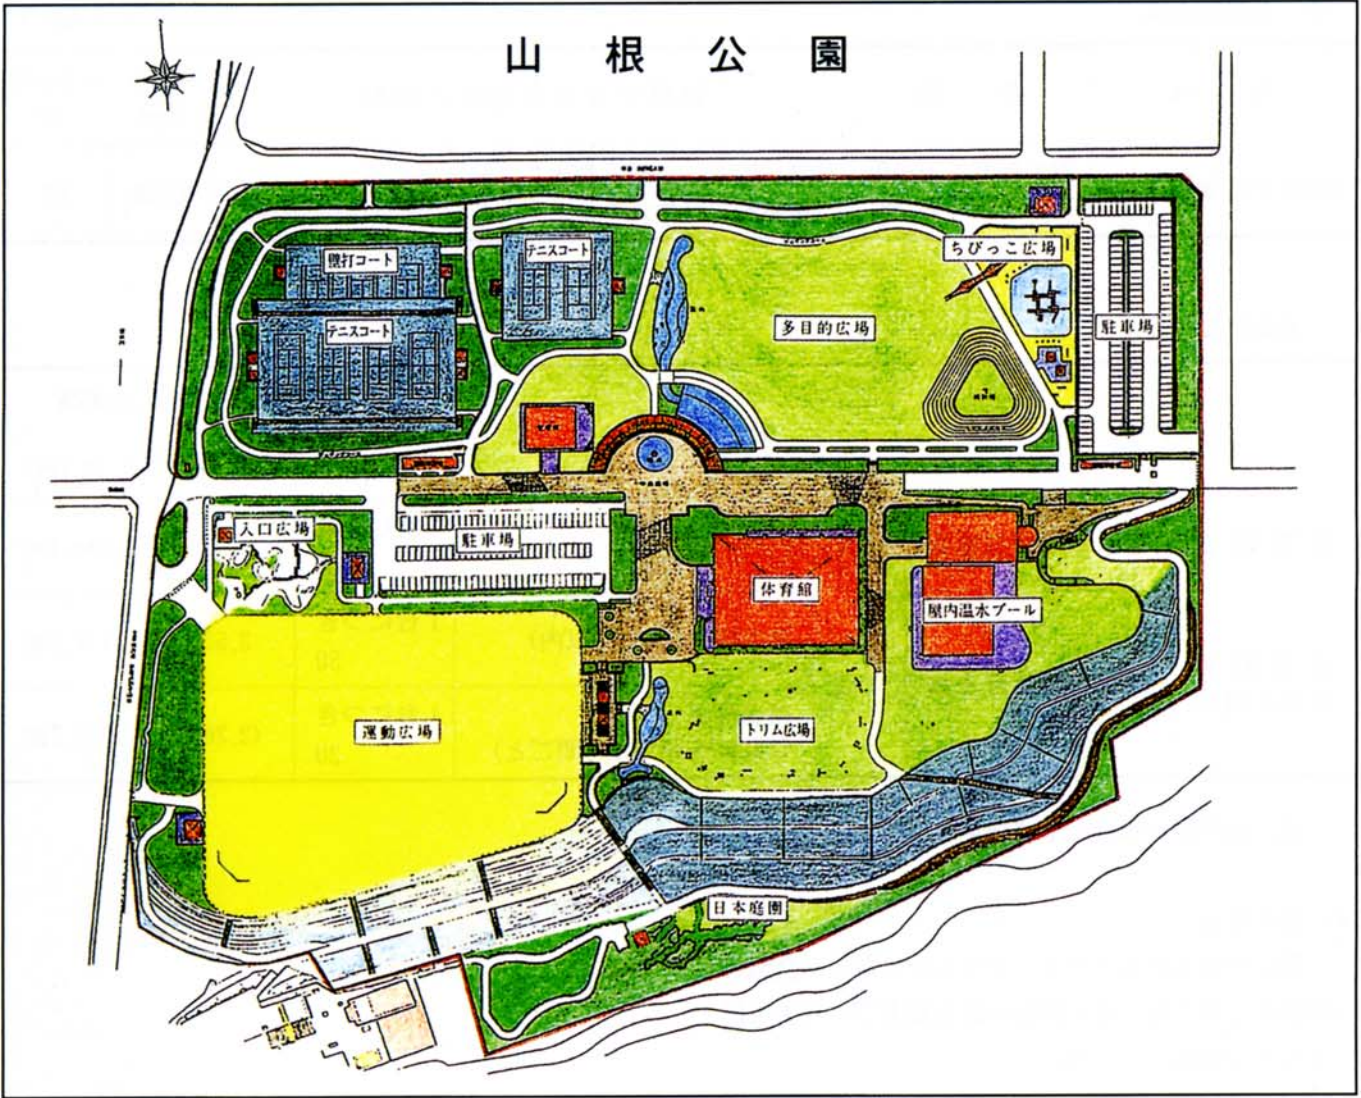 山根公園
壁打コート
テニスコート
ちびっこ広場
テニスコート
多目的広場
駐車場
入口広場
駐車場
体育館
屋内温水プール
運動広場
トリム広場
日本庭園